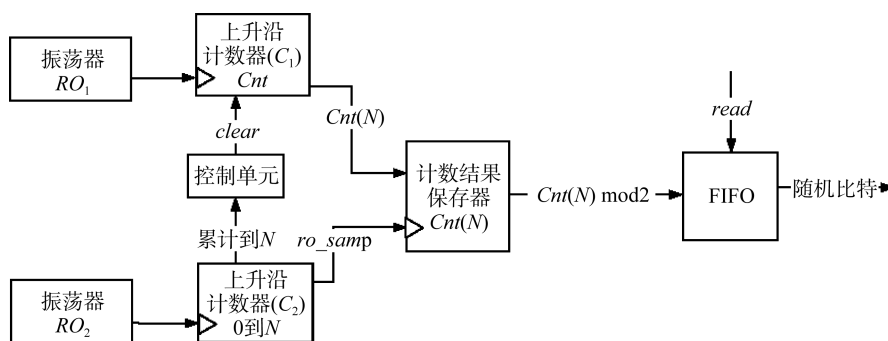 振荡器
RO₁
上升沿
计数器(C₁)
Cnt
Cnt(N)
clear
控制单元
累计到N
ro_samp
振荡器
RO₂
上升沿
计数器(C₂)
0到N
计数结果
保存器
Cnt(N)
Cnt(N) mod2
read
FIFO
随机比特